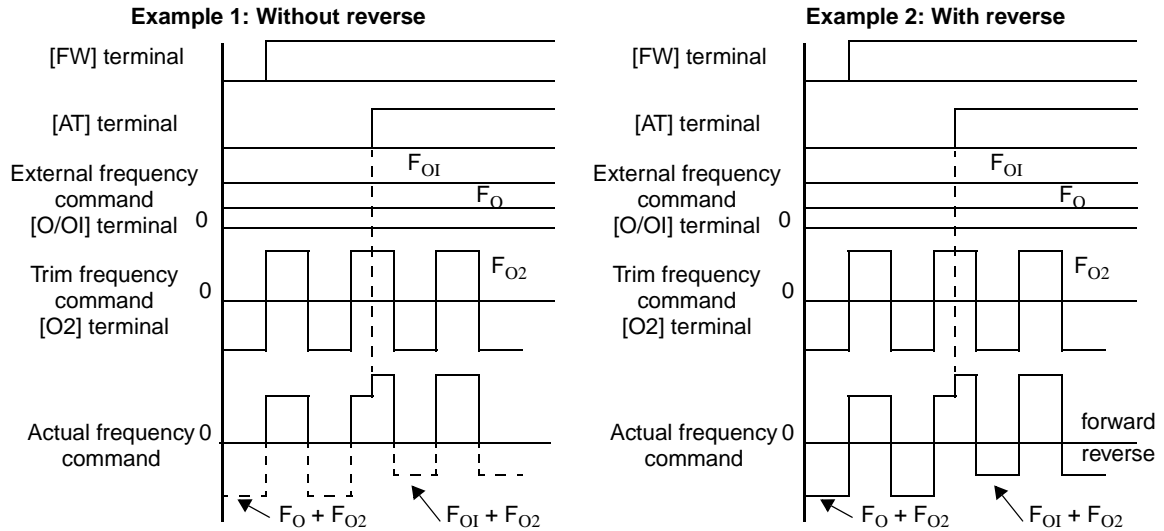 Example 1: Without reverse
[FW] terminal
[AT] terminal
F_OI
External frequency
command
[O/OI] terminal
F_O
0
Trim frequency
command
[O2] terminal
0
F_O2
Actual frequency
command
0
F_O + F_O2
F_OI + F_O2
Example 2: With reverse
[FW] terminal
[AT] terminal
F_OI
External frequency
command
[O/OI] terminal
F_O
0
Trim frequency
command
[O2] terminal
0
F_O2
Actual frequency
command
0
forward
reverse
F_O + F_O2
F_OI + F_O2